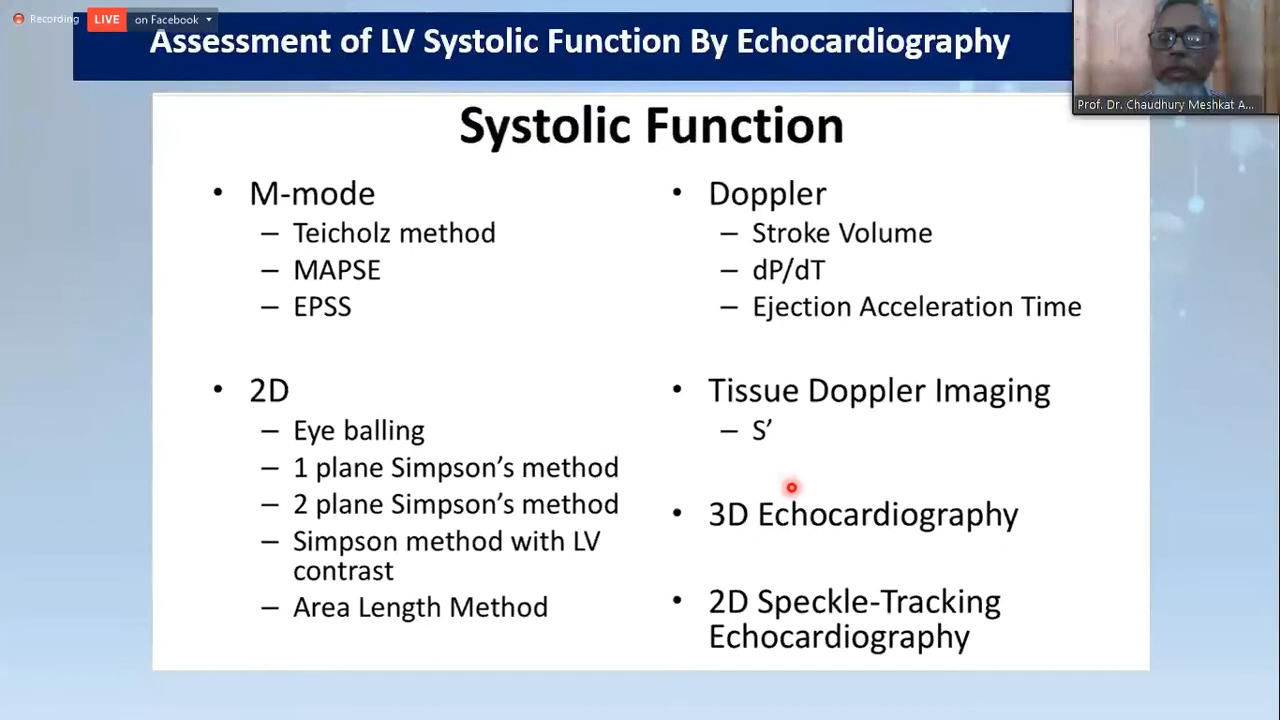 Recording
LIVE
on Facebook
Assessment of LV Systolic Function By Echocardiography
Prof. Dr. Chaudhury Meshkat A...
Systolic Function
• M-mode
– Teicholz method
– MAPSE
– EPSS
• 2D
– Eye balling
– 1 plane Simpson’s method
– 2 plane Simpson’s method
– Simpson method with LV
contrast
– Area Length Method
• Doppler
– Stroke Volume
– dP/dT
– Ejection Acceleration Time
• Tissue Doppler Imaging
– S’
• 3D Echocardiography
• 2D Speckle-Tracking
Echocardiography